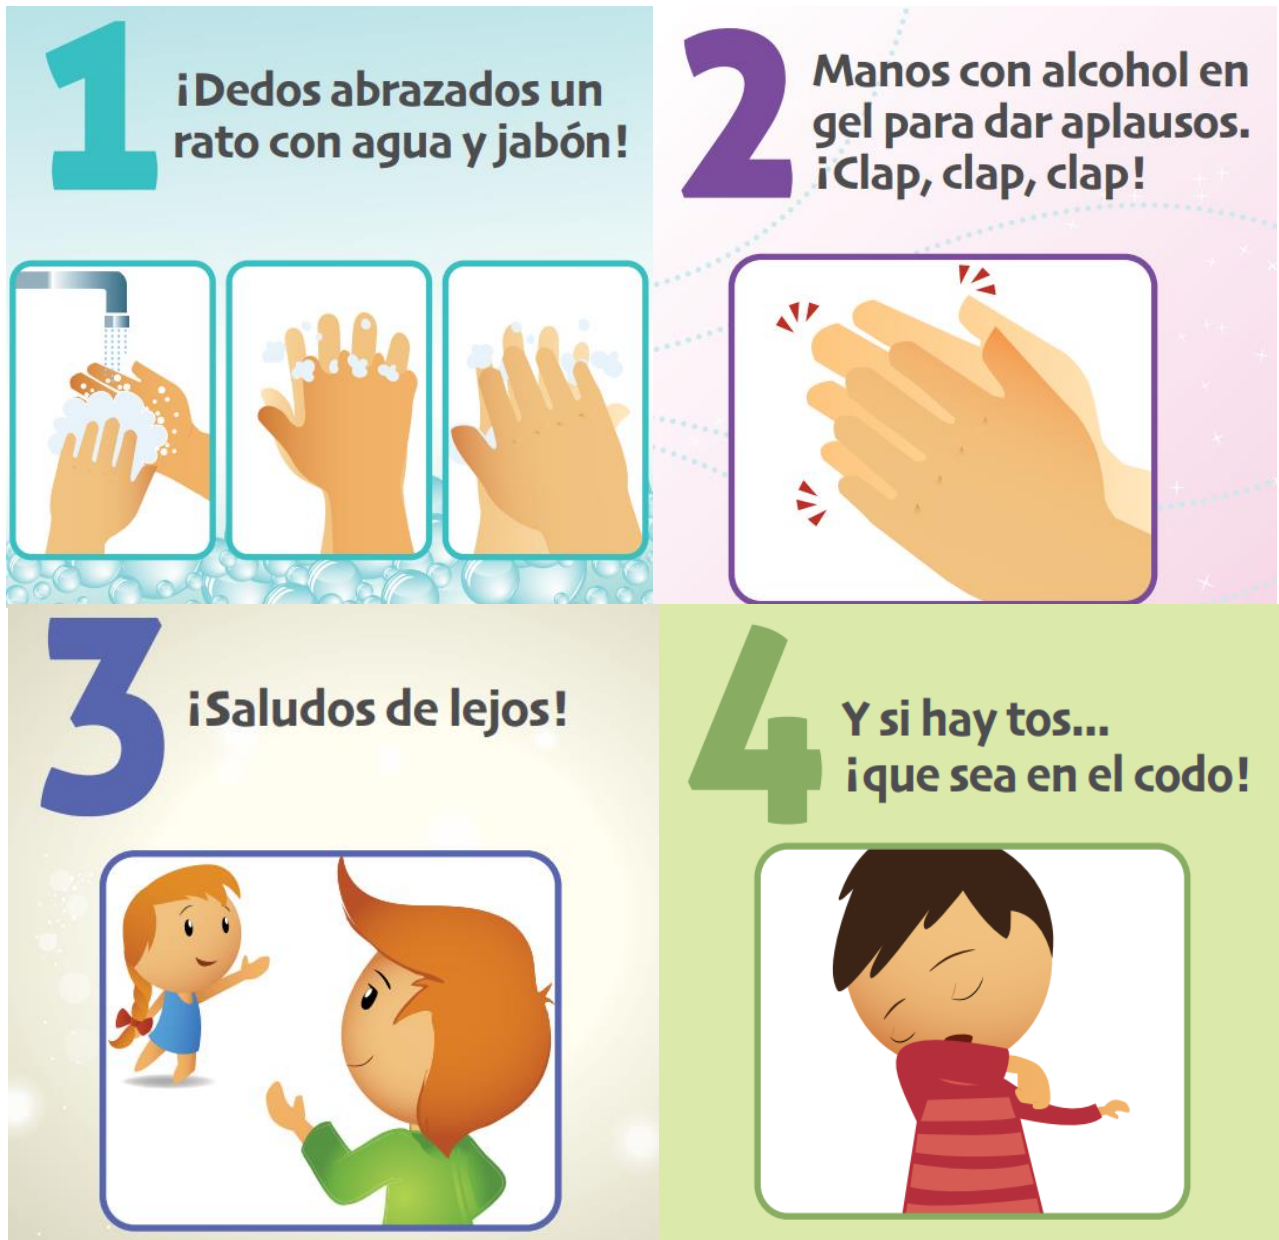 1
¡Dedos abrazados un
rato con agua y jabón!
2
Manos con alcohol en
gel para dar aplausos.
¡Clap, clap, clap!
3
¡Saludos de lejos!
4
Y si hay tos...
¡que sea en el codo!